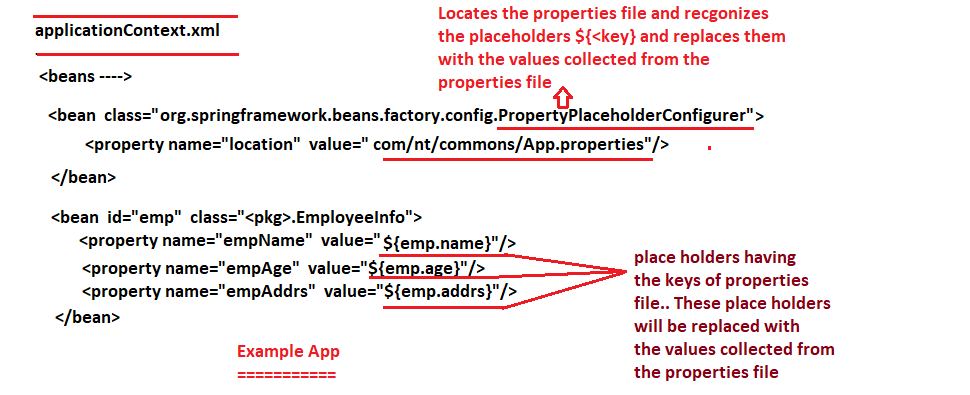 Locates the properties file and recgonizes
the placeholders ${<key} and replaces them
with the values collected from the
properties file
applicationContext.xml
<beans ---->
<bean class="org.springframework.beans.factory.config.PropertyPlaceholderConfigurer">
<property name="location" value=" com/nt/commons/App.properties"/>
</bean>
<bean id="emp" class="<pkg>.EmployeeInfo">
<property name="empName" value=" ${emp.name}"/>
<property name="empAge" value="${emp.age}"/>
<property name="empAddrs" value="${emp.addrs}"/>
</bean>
place holders having
the keys of properties
file.. These place holders
will be replaced with
the values collected from
the properties file
Example App
===========